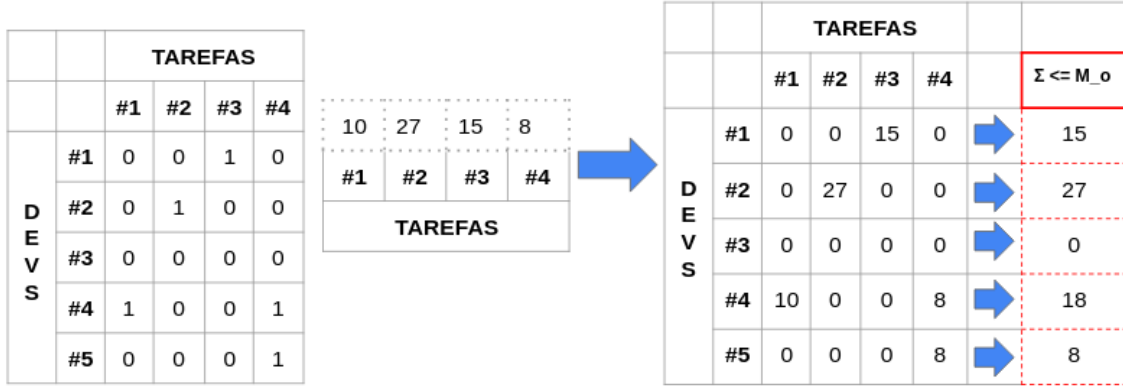 TAREFAS
#1 #2 #3 #4
#1 0 0 1 0
#2 0 1 0 0
#3 0 0 0 0
#4 1 0 0 1
#5 0 0 0 1
DEVS
10 27 15 8
#1 #2 #3 #4
TAREFAS
TAREFAS
#1 #2 #3 #4 Σ <= M_o
#1 0 0 15 0 15
#2 0 27 0 0 27
#3 0 0 0 0 0
#4 10 0 0 8 18
#5 0 0 0 8 8
DEVS